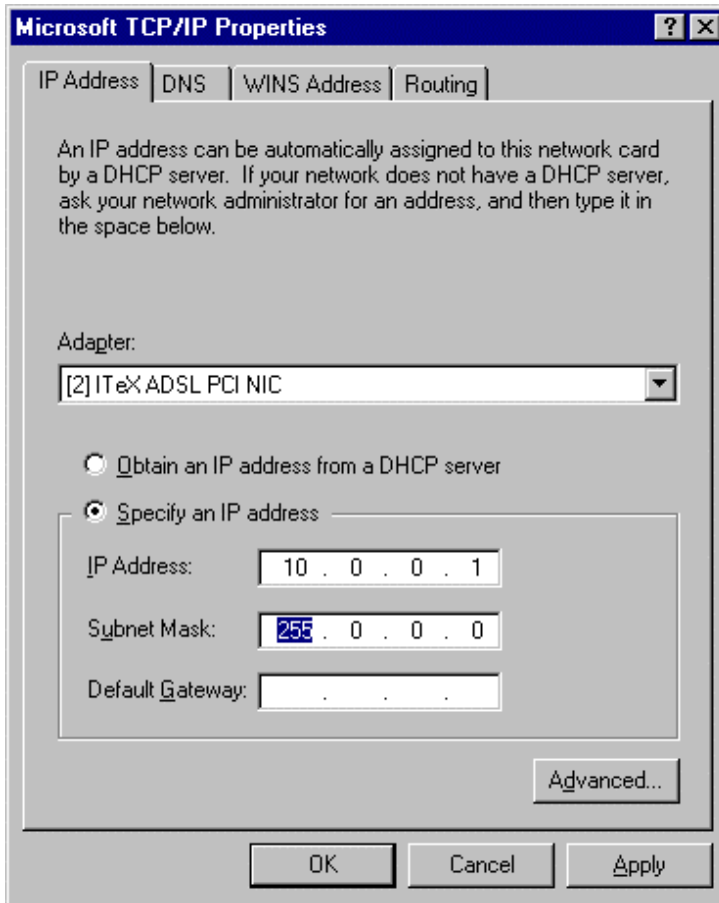 Microsoft TCP/IP Properties
IP Address DNS WINS Address Routing
An IP address can be automatically assigned to this network card
by a DHCP server. If your network does not have a DHCP server,
ask your network administrator for an address, and then type it in
the space below.
Adapter:
[2] ITeX ADSL PCI NIC
Obtain an IP address from a DHCP server
Specify an IP address
IP Address: 10 . 0 . 0 . 1
Subnet Mask: 255 . 0 . 0 . 0
Default Gateway: . . .
Advanced...
OK Cancel Apply